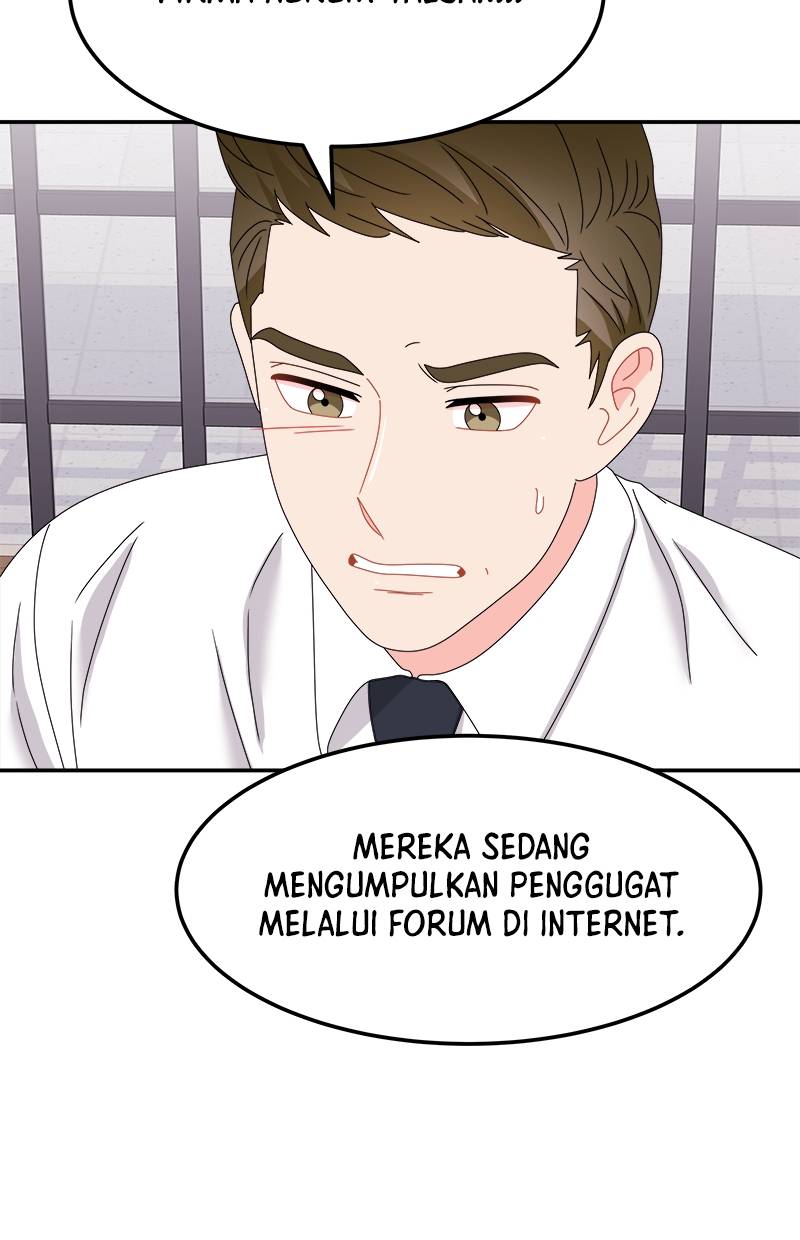 MEREKA SEDANG
MENGUMPULKAN PENGGUGAT
MELALUI FORUM DI INTERNET.